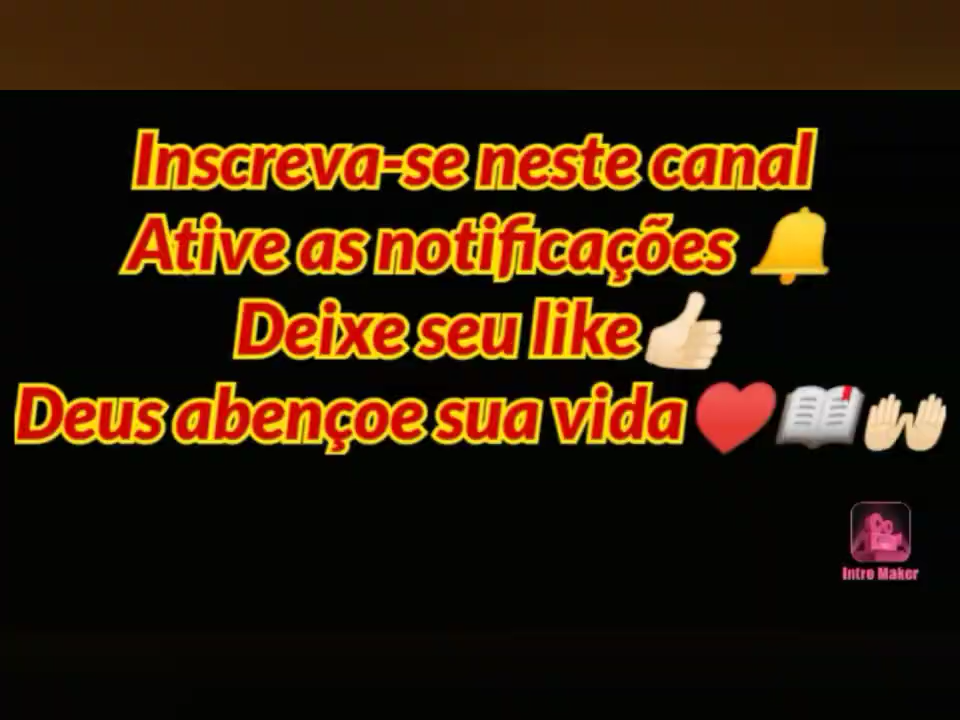 Inscreva-se neste canal
Ative as notificações 🔔
Deixe seu like👍🏻
Deus abençoe sua vida❤️📖👐🏻
Intro Maker